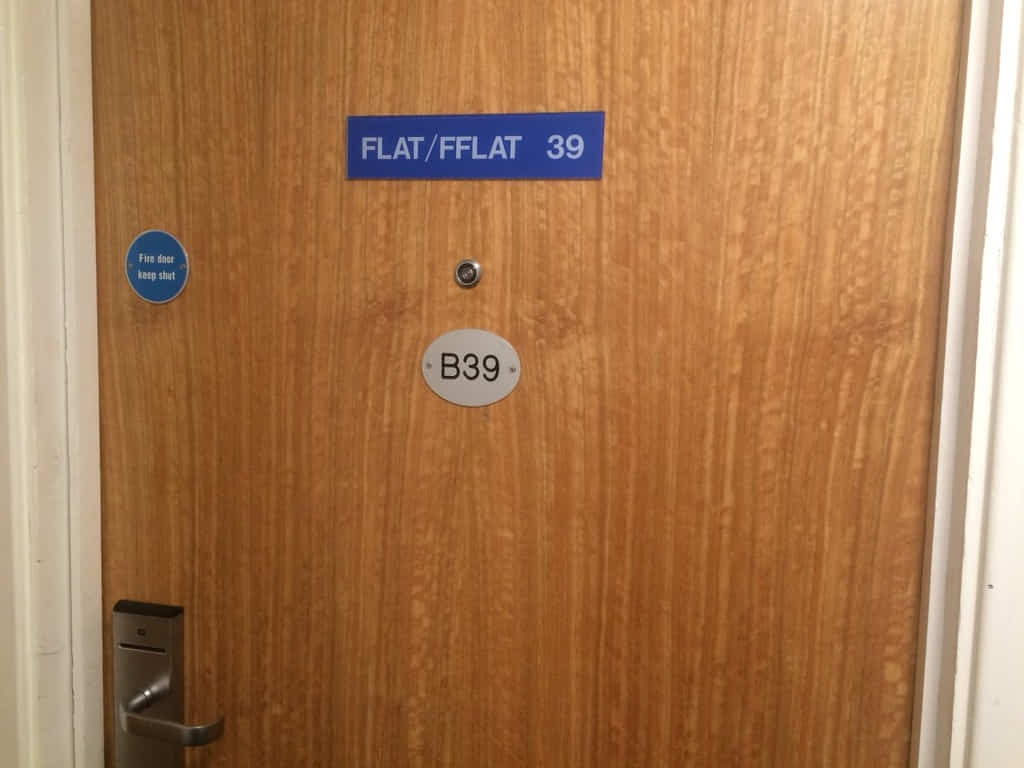 FLAT/FFLAT 39
Fire door
keep shut
B39